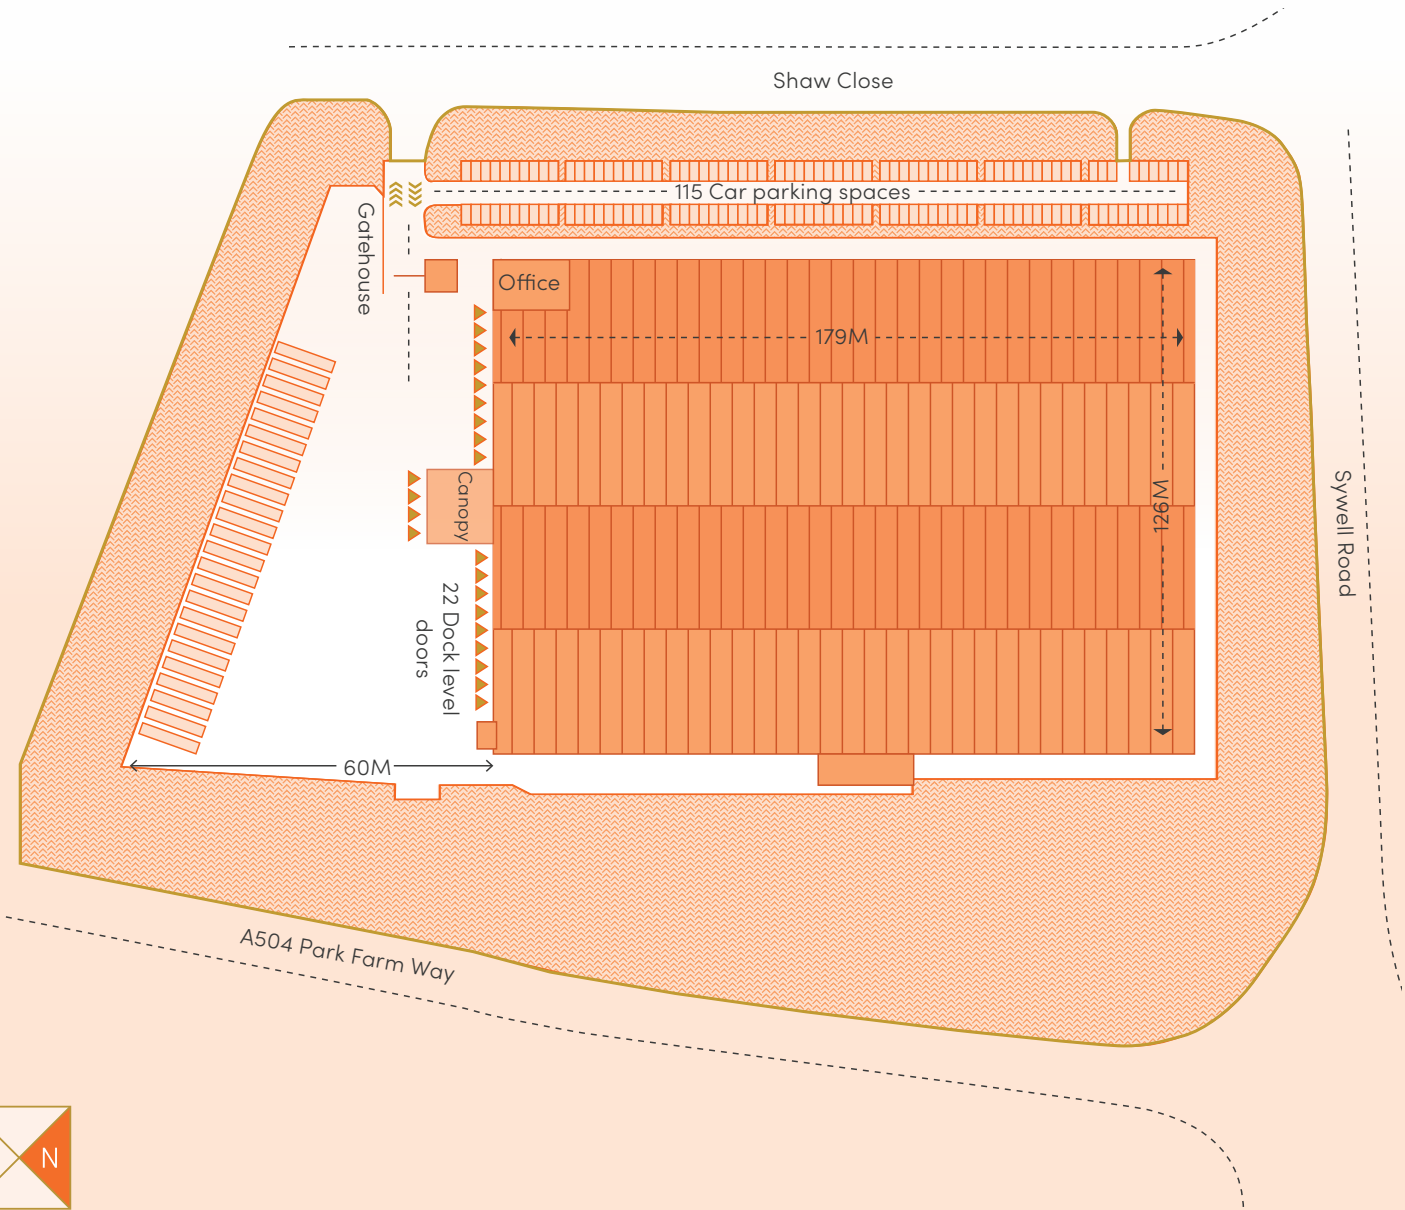 Shaw Close
115 Car parking spaces
Gatehouse
Office
179M
126M
Canopy
22 Dock level
doors
60M
Sywell Road
A504 Park Farm Way
N